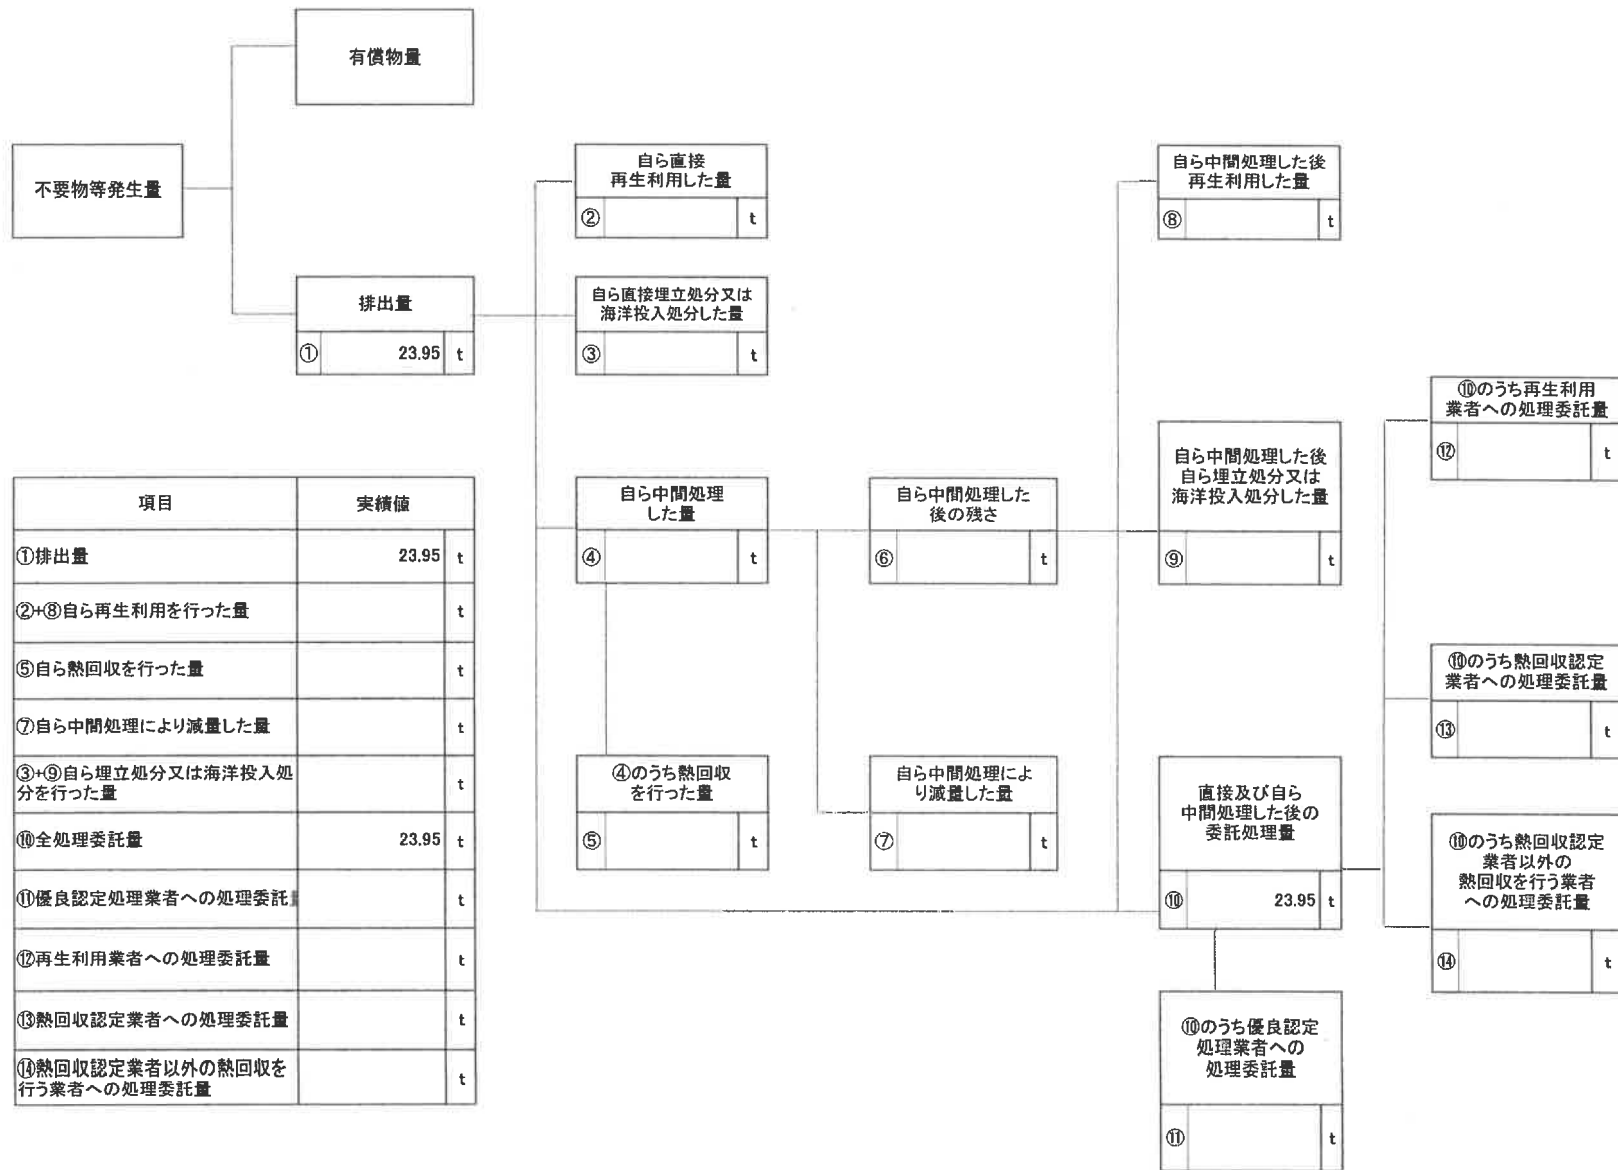 有償物量
不要物等発生量
排出量
① 23.95 t
自ら直接
再生利用した量
② t
自ら直接埋立処分又は
海洋投入処分した量
③ t
自ら中間処理
した量
④ t
④のうち熱回収
を行った量
⑤ t
自ら中間処理した
後の残さ
⑥ t
自ら中間処理によ
り減量した量
⑦ t
自ら中間処理した後
再生利用した量
⑧ t
自ら中間処理した後
自ら埋立処分又は
海洋投入処分した量
⑨ t
直接及び自ら
中間処理した後の
委託処理量
⑩ 23.95 t
⑩のうち優良認定
処理業者への
処理委託量
⑪ t
⑩のうち再生利用
業者への処理委託量
⑫ t
⑩のうち熱回収認定
業者への処理委託量
⑬ t
⑩のうち熱回収認定
業者以外の
熱回収を行う業者
への処理委託量
⑭ t
項目 実績値
①排出量 23.95 t
②+⑧自ら再生利用を行った量 t
⑤自ら熱回収を行った量 t
⑦自ら中間処理により減量した量 t
③+⑨自ら埋立処分又は海洋投入処
分を行った量 t
⑩全処理委託量 23.95 t
⑪優良認定処理業者への処理委託 t
⑫再生利用業者への処理委託量 t
⑬熱回収認定業者への処理委託量 t
⑭熱回収認定業者以外の熱回収を
行う業者への処理委託量 t